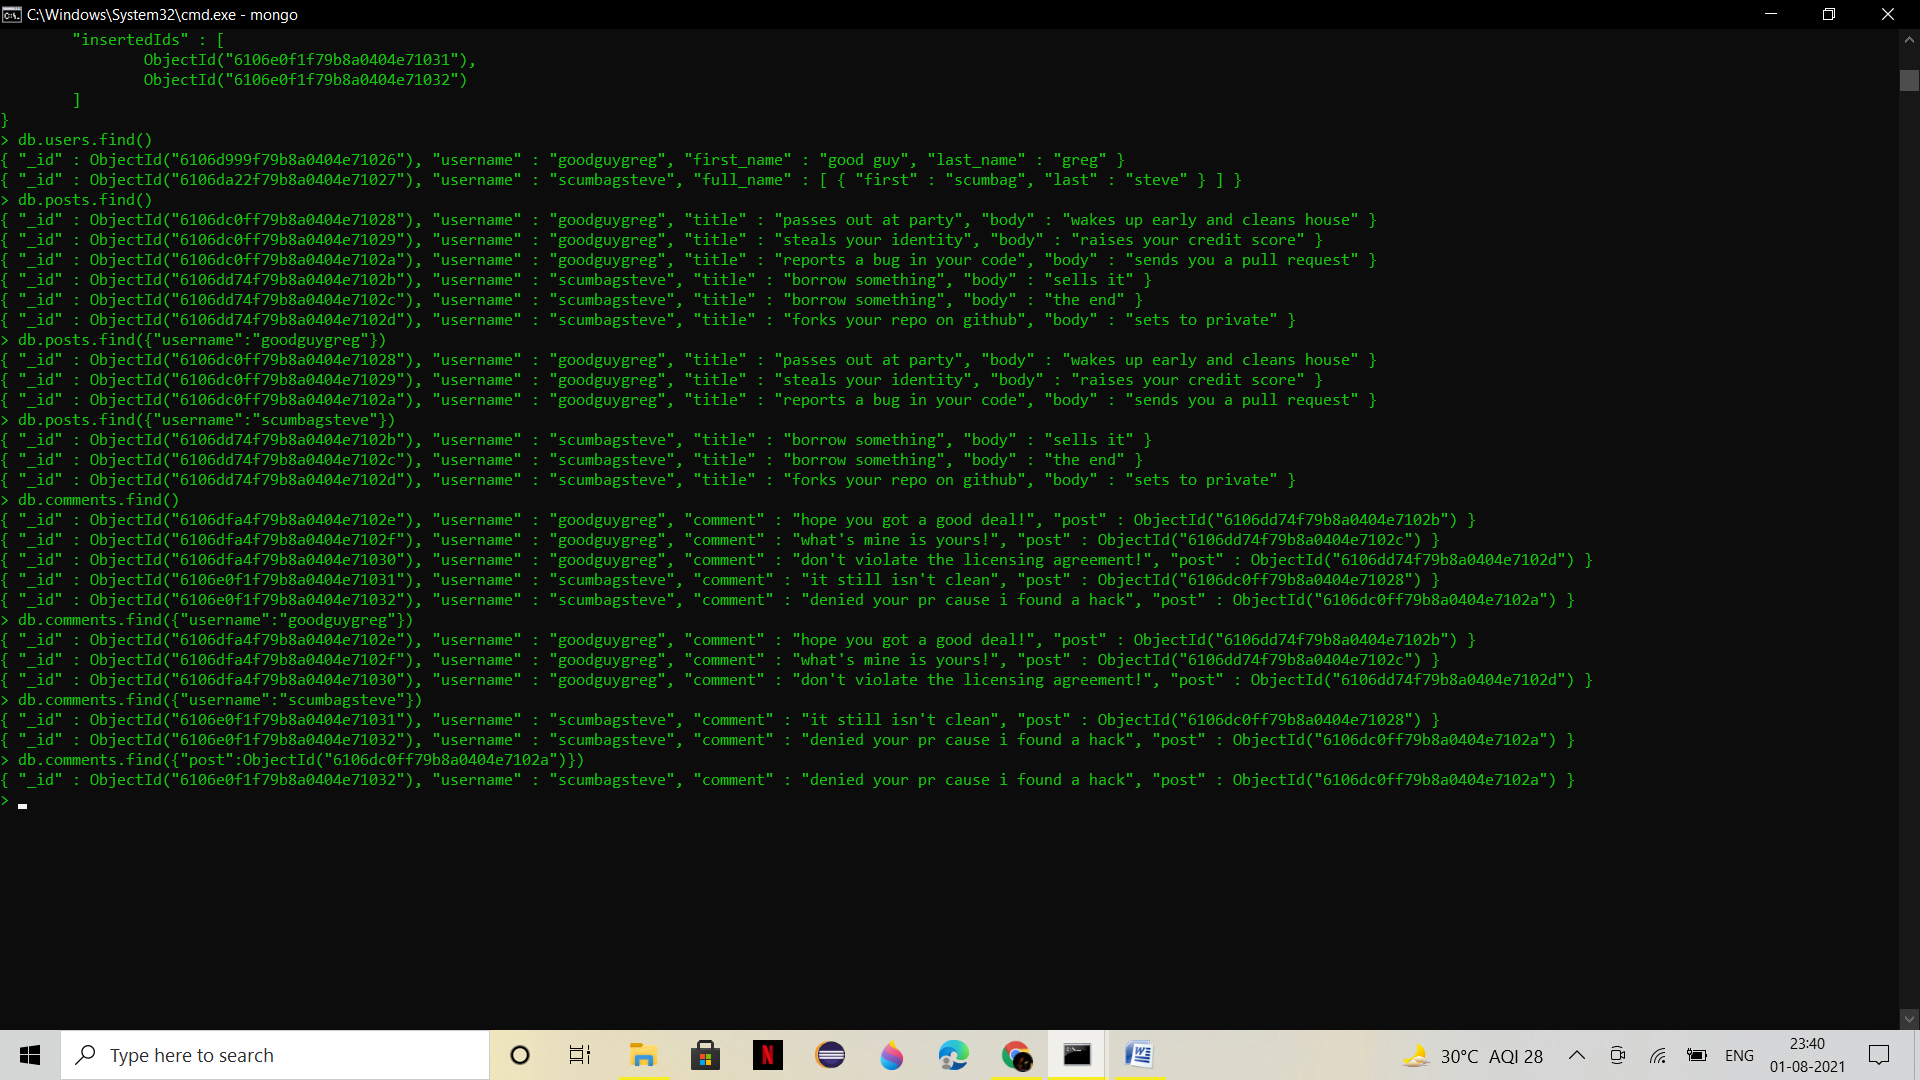 C:\Windows\System32\cmd.exe - mongo
"insertedIds" : [
ObjectId("6106e0f1f79b8a0404e71031"),
ObjectId("6106e0f1f79b8a0404e71032")
]
}
> db.users.find()
{ "_id" : ObjectId("6106d999f79b8a0404e71026"), "username" : "goodguygreg", "first_name" : "good guy", "last_name" : "greg" }
{ "_id" : ObjectId("6106da22f79b8a0404e71027"), "username" : "scumbagsteve", "full_name" : [ { "first" : "scumbag", "last" : "steve" } ] }
> db.posts.find()
{ "_id" : ObjectId("6106dc0ff79b8a0404e71028"), "username" : "goodguygreg", "title" : "passes out at party", "body" : "wakes up early and cleans house" }
{ "_id" : ObjectId("6106dc0ff79b8a0404e71029"), "username" : "goodguygreg", "title" : "steals your identity", "body" : "raises your credit score" }
{ "_id" : ObjectId("6106dc0ff79b8a0404e7102a"), "username" : "goodguygreg", "title" : "reports a bug in your code", "body" : "sends you a pull request" }
{ "_id" : ObjectId("6106dd74f79b8a0404e7102b"), "username" : "scumbagsteve", "title" : "borrow something", "body" : "sells it" }
{ "_id" : ObjectId("6106dd74f79b8a0404e7102c"), "username" : "scumbagsteve", "title" : "borrow something", "body" : "the end" }
{ "_id" : ObjectId("6106dd74f79b8a0404e7102d"), "username" : "scumbagsteve", "title" : "forks your repo on github", "body" : "sets to private" }
> db.posts.find({"username":"goodguygreg"})
{ "_id" : ObjectId("6106dc0ff79b8a0404e71028"), "username" : "goodguygreg", "title" : "passes out at party", "body" : "wakes up early and cleans house" }
{ "_id" : ObjectId("6106dc0ff79b8a0404e71029"), "username" : "goodguygreg", "title" : "steals your identity", "body" : "raises your credit score" }
{ "_id" : ObjectId("6106dc0ff79b8a0404e7102a"), "username" : "goodguygreg", "title" : "reports a bug in your code", "body" : "sends you a pull request" }
> db.posts.find({"username":"scumbagsteve"})
{ "_id" : ObjectId("6106dd74f79b8a0404e7102b"), "username" : "scumbagsteve", "title" : "borrow something", "body" : "sells it" }
{ "_id" : ObjectId("6106dd74f79b8a0404e7102c"), "username" : "scumbagsteve", "title" : "borrow something", "body" : "the end" }
{ "_id" : ObjectId("6106dd74f79b8a0404e7102d"), "username" : "scumbagsteve", "title" : "forks your repo on github", "body" : "sets to private" }
> db.comments.find()
{ "_id" : ObjectId("6106dfa4f79b8a0404e7102e"), "username" : "goodguygreg", "comment" : "hope you got a good deal!", "post" : ObjectId("6106dd74f79b8a0404e7102b") }
{ "_id" : ObjectId("6106dfa4f79b8a0404e7102f"), "username" : "goodguygreg", "comment" : "what's mine is yours!", "post" : ObjectId("6106dd74f79b8a0404e7102c") }
{ "_id" : ObjectId("6106dfa4f79b8a0404e71030"), "username" : "goodguygreg", "comment" : "don't violate the licensing agreement!", "post" : ObjectId("6106dd74f79b8a0404e7102d") }
{ "_id" : ObjectId("6106e0f1f79b8a0404e71031"), "username" : "scumbagsteve", "comment" : "it still isn't clean", "post" : ObjectId("6106dc0ff79b8a0404e71028") }
{ "_id" : ObjectId("6106e0f1f79b8a0404e71032"), "username" : "scumbagsteve", "comment" : "denied your pr cause i found a hack", "post" : ObjectId("6106dc0ff79b8a0404e7102a") }
> db.comments.find({"username":"goodguygreg"})
{ "_id" : ObjectId("6106dfa4f79b8a0404e7102e"), "username" : "goodguygreg", "comment" : "hope you got a good deal!", "post" : ObjectId("6106dd74f79b8a0404e7102b") }
{ "_id" : ObjectId("6106dfa4f79b8a0404e7102f"), "username" : "goodguygreg", "comment" : "what's mine is yours!", "post" : ObjectId("6106dd74f79b8a0404e7102c") }
{ "_id" : ObjectId("6106dfa4f79b8a0404e71030"), "username" : "goodguygreg", "comment" : "don't violate the licensing agreement!", "post" : ObjectId("6106dd74f79b8a0404e7102d") }
> db.comments.find({"username":"scumbagsteve"})
{ "_id" : ObjectId("6106e0f1f79b8a0404e71031"), "username" : "scumbagsteve", "comment" : "it still isn't clean", "post" : ObjectId("6106dc0ff79b8a0404e71028") }
{ "_id" : ObjectId("6106e0f1f79b8a0404e71032"), "username" : "scumbagsteve", "comment" : "denied your pr cause i found a hack", "post" : ObjectId("6106dc0ff79b8a0404e7102a") }
> db.comments.find({"post":ObjectId("6106dc0ff79b8a0404e7102a")})
{ "_id" : ObjectId("6106e0f1f79b8a0404e71032"), "username" : "scumbagsteve", "comment" : "denied your pr cause i found a hack", "post" : ObjectId("6106dc0ff79b8a0404e7102a") }
>
Type here to search
30°C AQI 28
ENG
23:40
01-08-2021